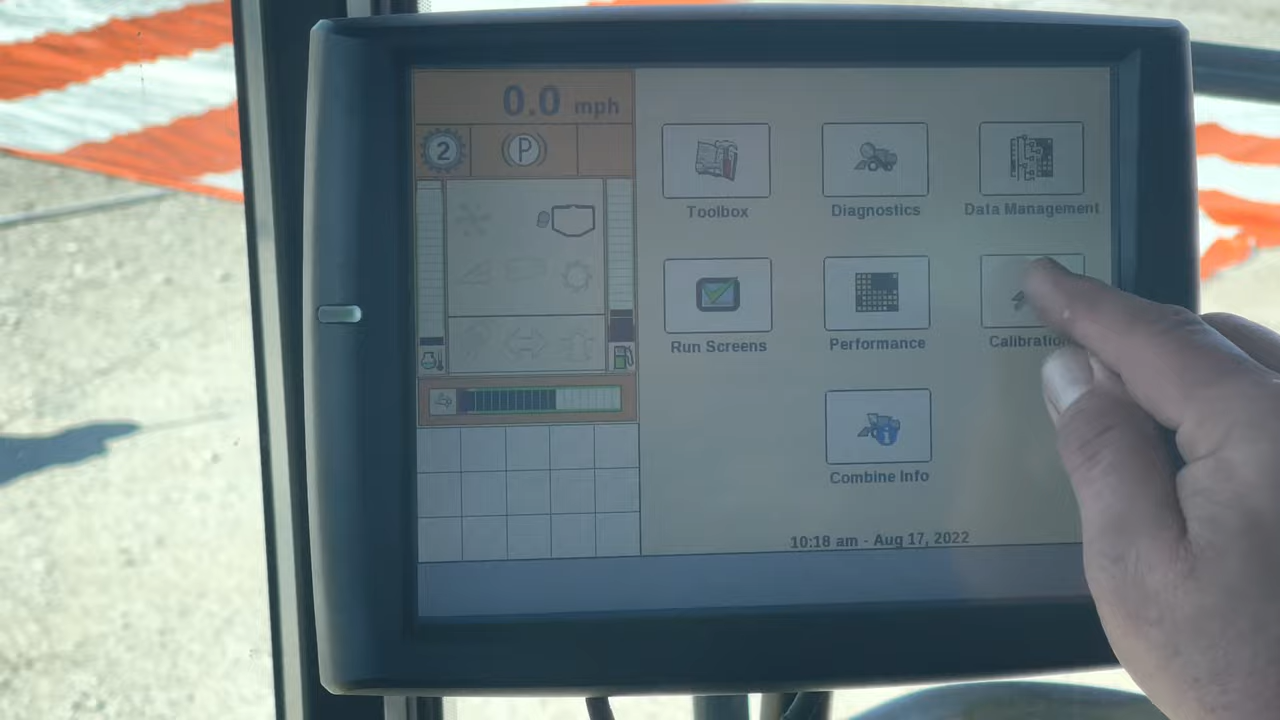 0.0 mph
2
P
Toolbox
Diagnostics
Data Management
Run Screens
Performance
Calibration
Combine Info
10:18 am - Aug 17, 2022